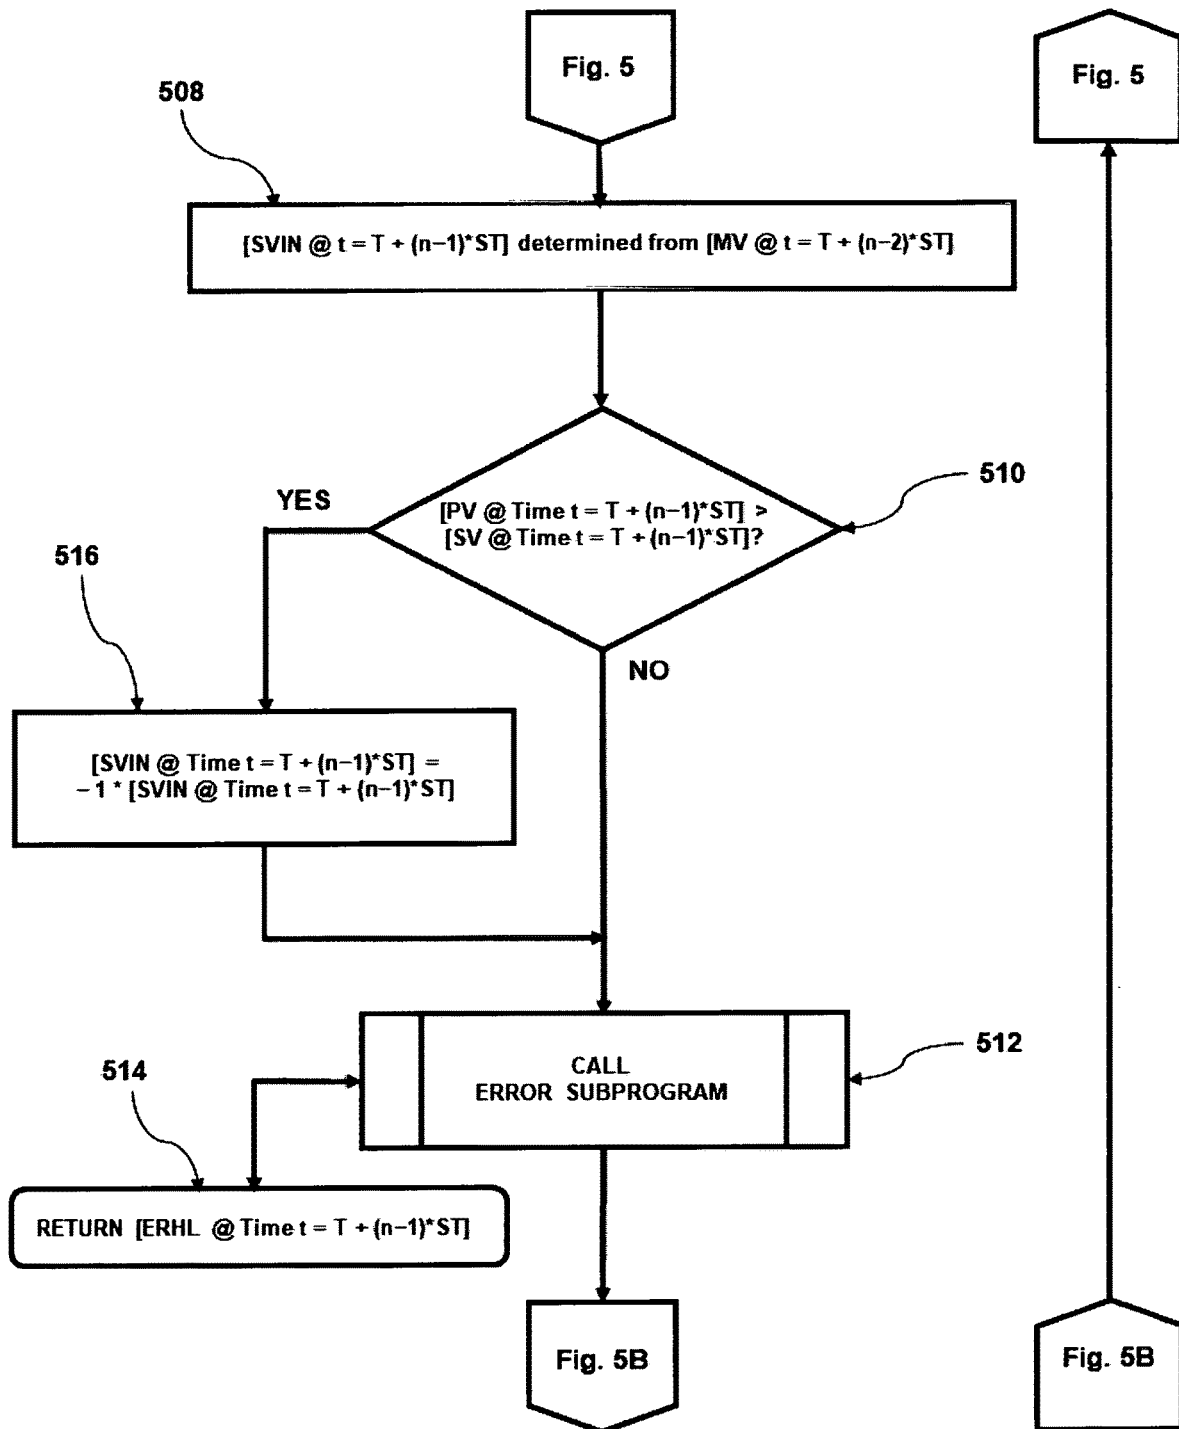 Fig. 5
Fig. 5
508
[SVIN @ t = T + (n−1)*ST] determined from [MV @ t = T + (n−2)*ST]
510
YES
[PV @ Time t = T + (n−1)*ST] >
[SV @ Time t = T + (n−1)*ST]?
516
NO
[SVIN @ Time t = T + (n−1)*ST] =
− 1 * [SVIN @ Time t = T + (n−1)*ST]
512
CALL
ERROR SUBPROGRAM
514
RETURN [ERHL @ Time t = T + (n−1)*ST]
Fig. 5B
Fig. 5B